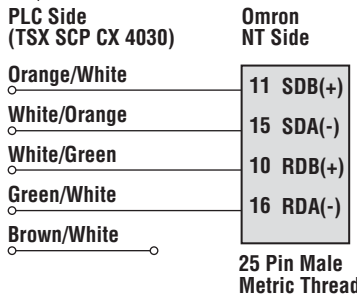 PLC Side
(TSX SCP CX 4030)
Omron
NT Side
Orange/White
11 SDB(+)
White/Orange
15 SDA(-)
White/Green
10 RDB(+)
Green/White
16 RDA(-)
Brown/White
25 Pin Male
Metric Thread